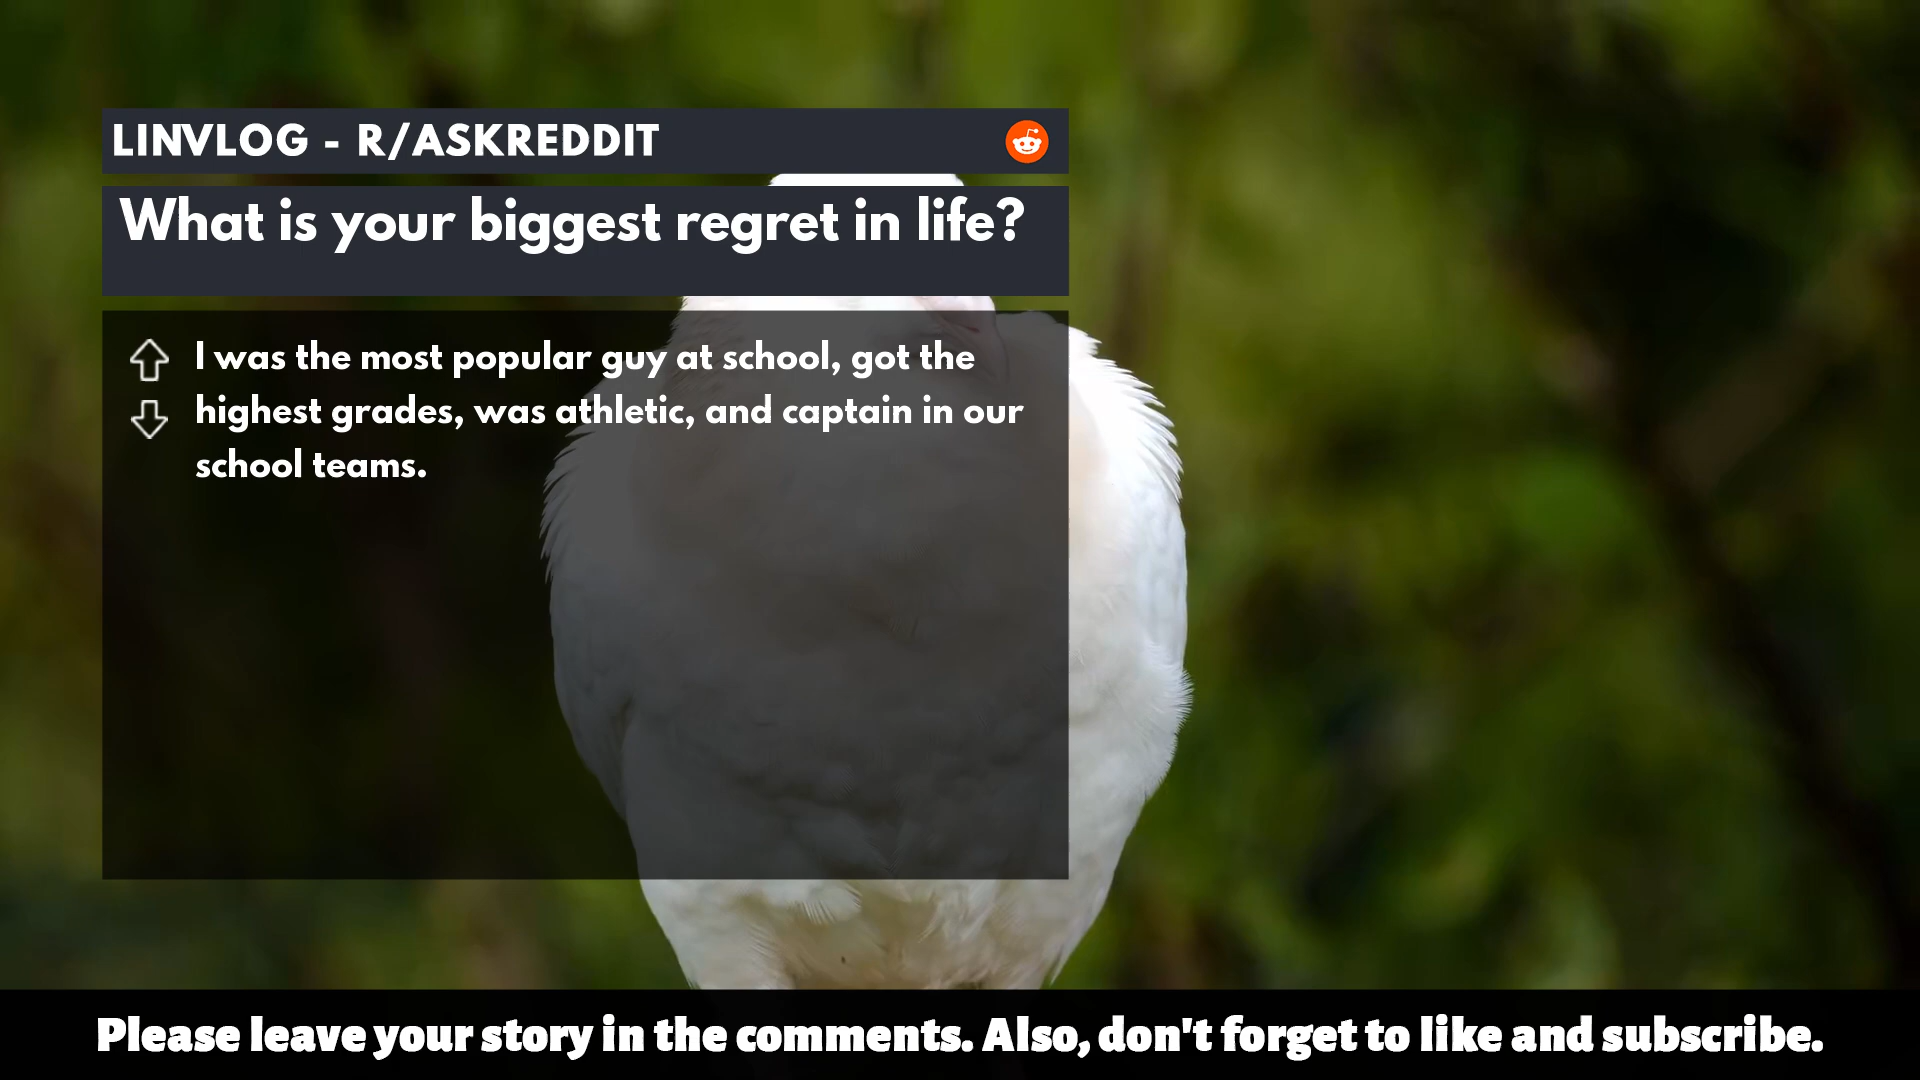 LINVLOG - R/ASKREDDIT
What is your biggest regret in life?
I was the most popular guy at school, got the
highest grades, was athletic, and captain in our
school teams.
Please leave your story in the comments. Also, don't forget to like and subscribe.